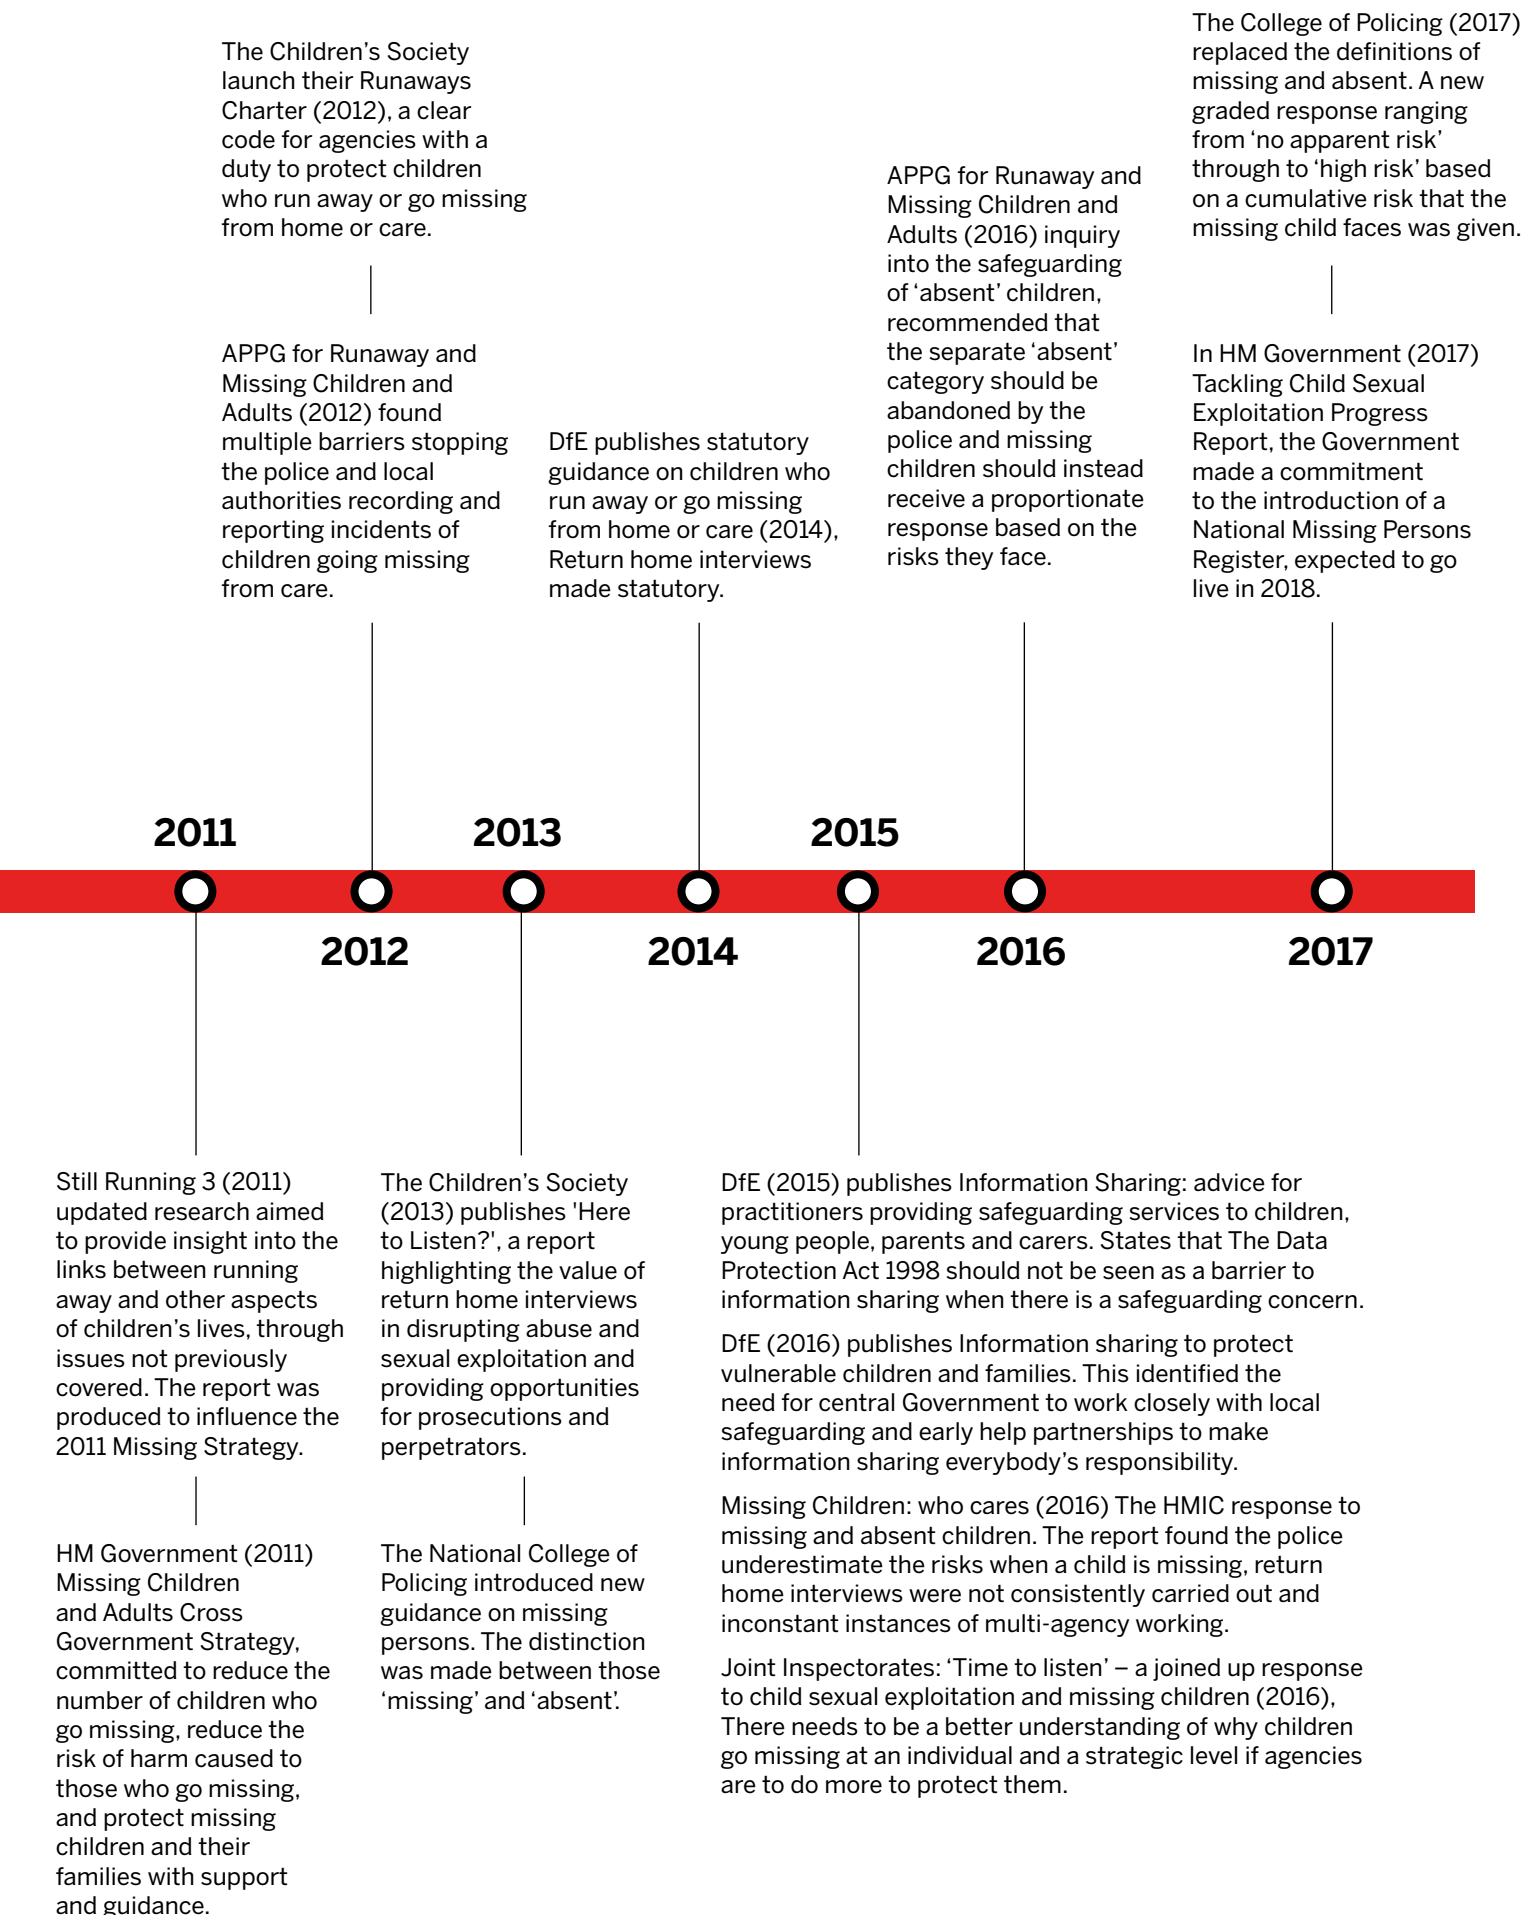 The Children’s Society
launch their Runaways
Charter (2012), a clear
code for agencies with a
duty to protect children
who run away or go missing
from home or care.
APPG for Runaway and
Missing Children and
Adults (2012) found
multiple barriers stopping
the police and local
authorities recording and
reporting incidents of
children going missing
from care.
DfE publishes statutory
guidance on children who
run away or go missing
from home or care (2014),
Return home interviews
made statutory.
APPG for Runaway and
Missing Children and
Adults (2016) inquiry
into the safeguarding
of ‘absent’ children,
recommended that
the separate ‘absent’
category should be
abandoned by the
police and missing
children should instead
receive a proportionate
response based on the
risks they face.
The College of Policing (2017)
replaced the definitions of
missing and absent. A new
graded response ranging
from ‘no apparent risk’
through to ‘high risk’ based
on a cumulative risk that the
missing child faces was given.
In HM Government (2017)
Tackling Child Sexual
Exploitation Progress
Report, the Government
made a commitment
to the introduction of a
National Missing Persons
Register, expected to go
live in 2018.
2011
2013
2015
2012
2014
2016
2017
Still Running 3 (2011)
updated research aimed
to provide insight into the
links between running
away and other aspects
of children’s lives, through
issues not previously
covered. The report was
produced to influence the
2011 Missing Strategy.
HM Government (2011)
Missing Children
and Adults Cross
Government Strategy,
committed to reduce the
number of children who
go missing, reduce the
risk of harm caused to
those who go missing,
and protect missing
children and their
families with support
and guidance.
The Children’s Society
(2013) publishes 'Here
to Listen?', a report
highlighting the value of
return home interviews
in disrupting abuse and
sexual exploitation and
providing opportunities
for prosecutions and
perpetrators.
The National College of
Policing introduced new
guidance on missing
persons. The distinction
was made between those
‘missing’ and ‘absent’.
DfE (2015) publishes Information Sharing: advice for
practitioners providing safeguarding services to children,
young people, parents and carers. States that The Data
Protection Act 1998 should not be seen as a barrier to
information sharing when there is a safeguarding concern.
DfE (2016) publishes Information sharing to protect
vulnerable children and families. This identified the
need for central Government to work closely with local
safeguarding and early help partnerships to make
information sharing everybody’s responsibility.
Missing Children: who cares (2016) The HMIC response to
missing and absent children. The report found the police
underestimate the risks when a child is missing, return
home interviews were not consistently carried out and
inconstant instances of multi-agency working.
Joint Inspectorates: ‘Time to listen’ – a joined up response
to child sexual exploitation and missing children (2016),
There needs to be a better understanding of why children
go missing at an individual and a strategic level if agencies
are to do more to protect them.